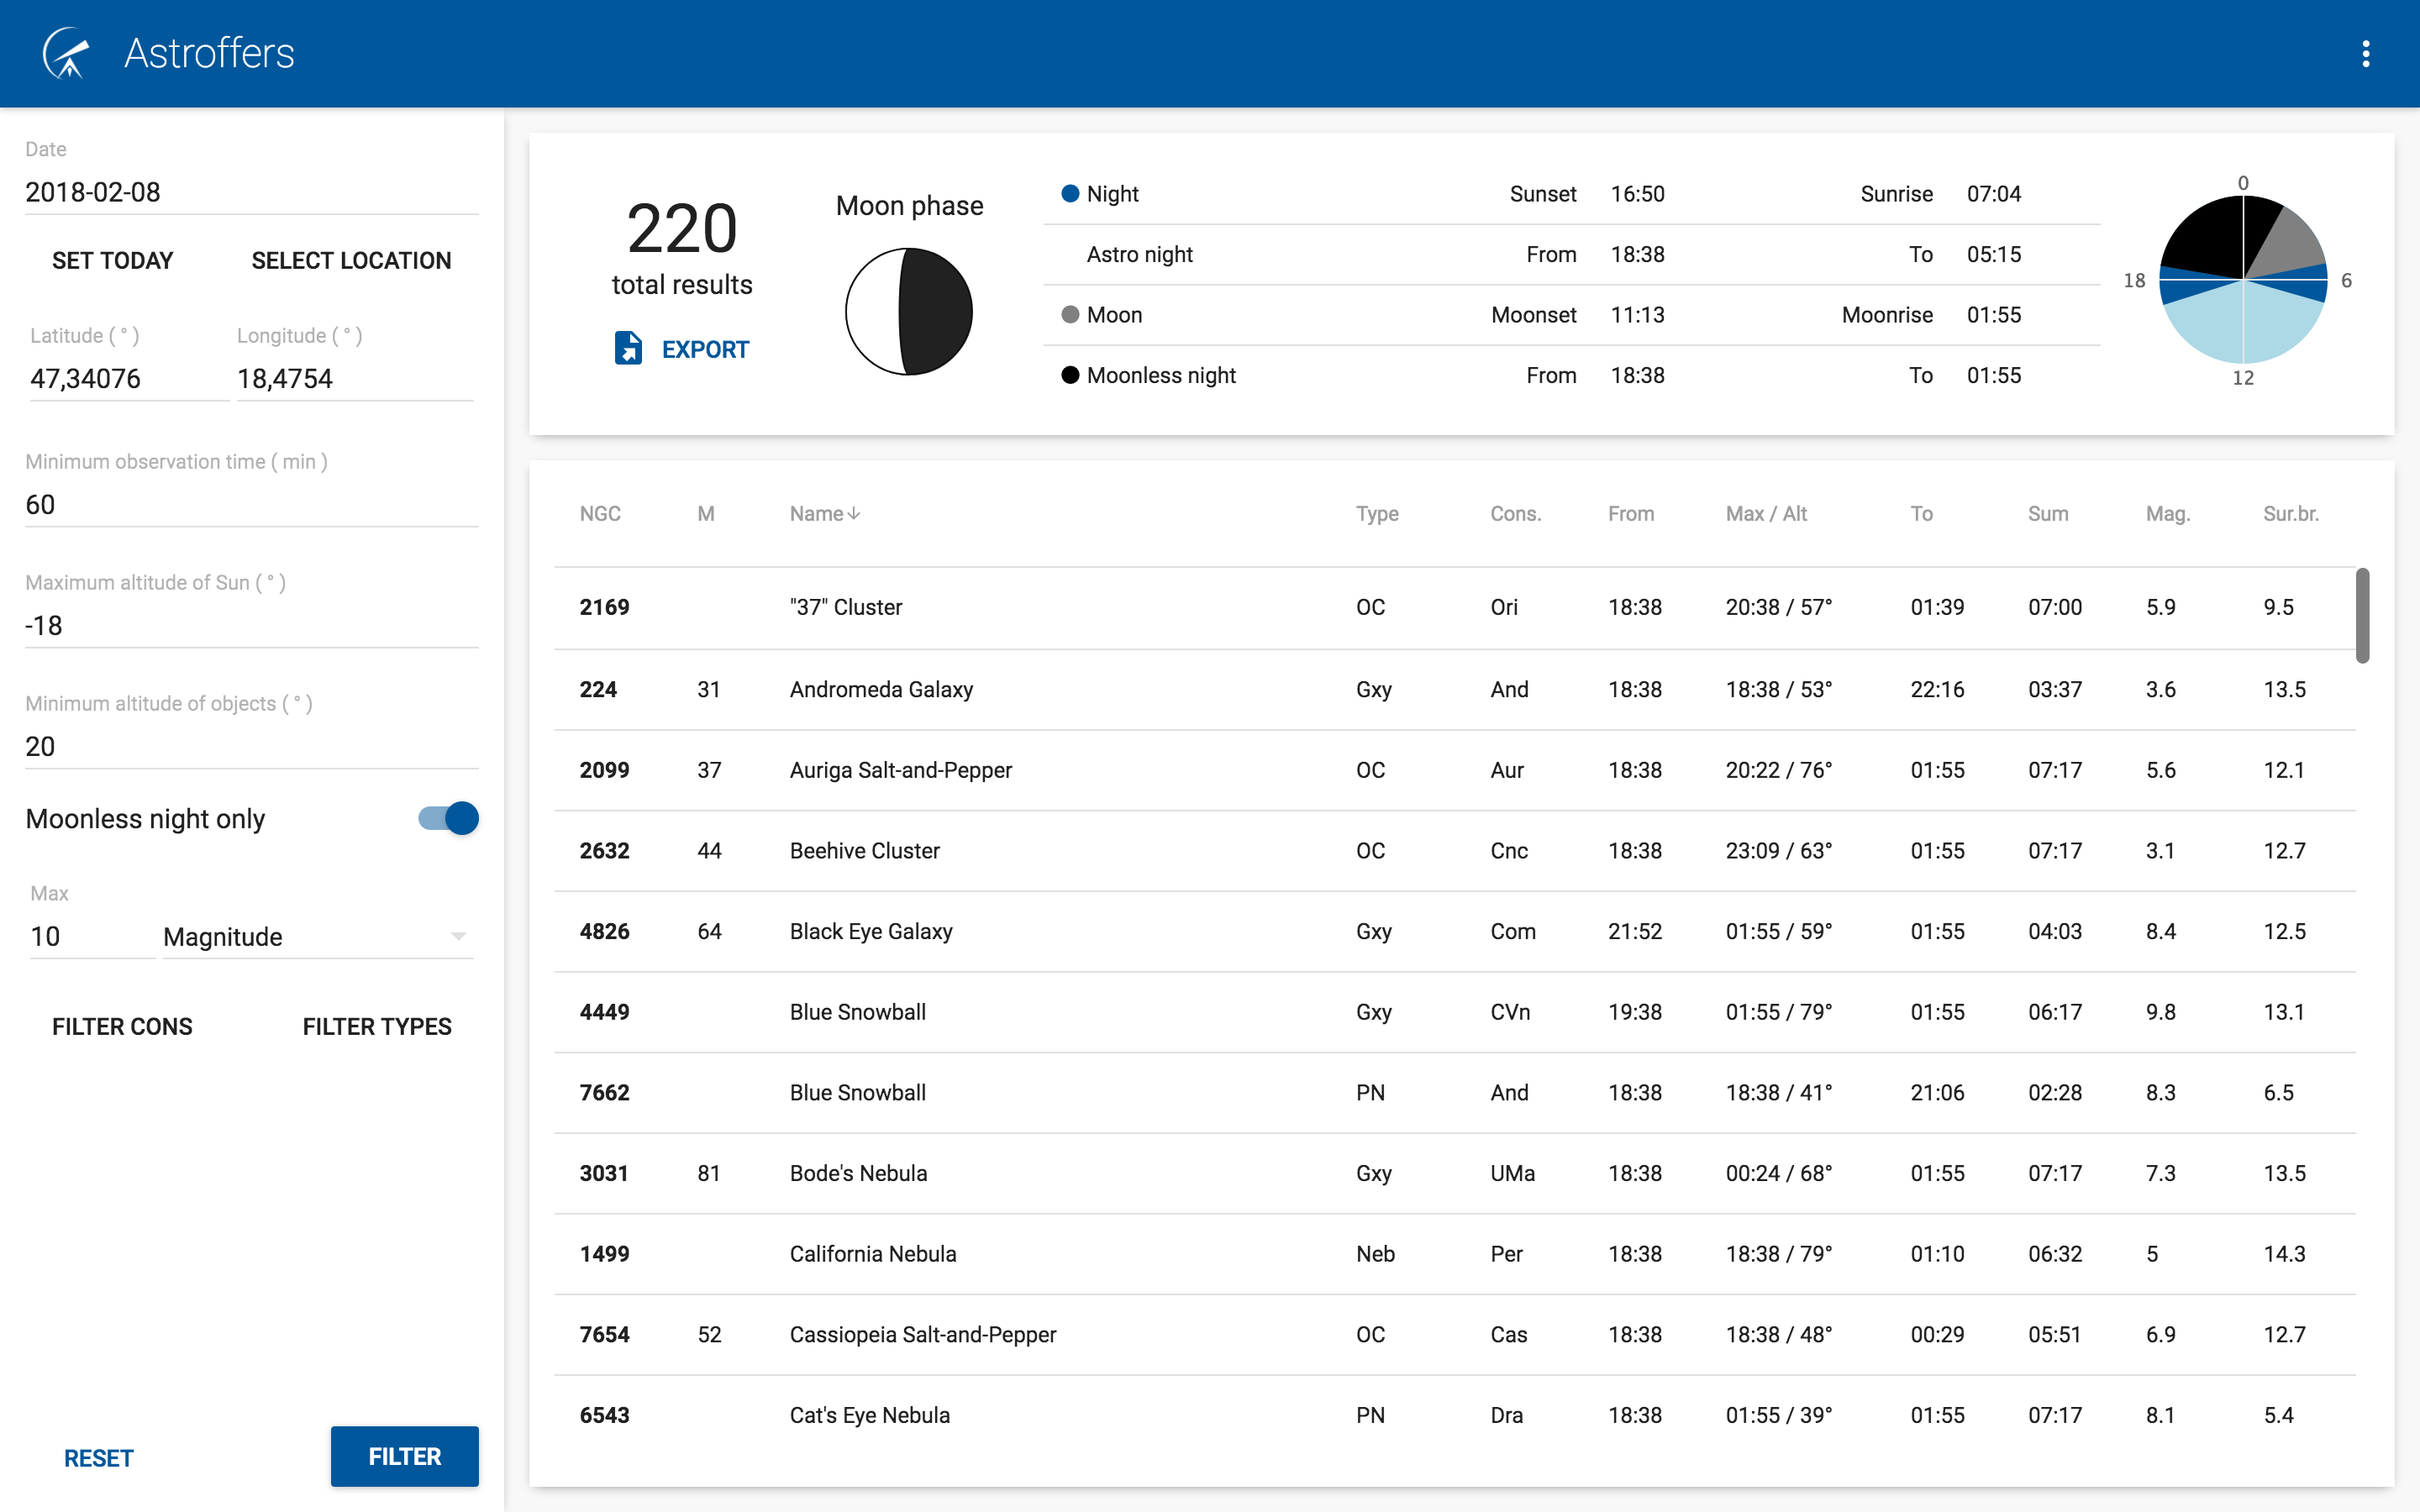 Astroffers
Date
2018-02-08
SET TODAY SELECT LOCATION
Latitude ( ° ) Longitude ( ° )
47,34076 18,4754
Minimum observation time ( min )
60
Maximum altitude of Sun ( ° )
-18
Minimum altitude of objects ( ° )
20
Moonless night only
Max
10 Magnitude
FILTER CONS FILTER TYPES
RESET FILTER
220
total results
EXPORT
Moon phase
Night Sunset 16:50 Sunrise 07:04
Astro night From 18:38 To 05:15
Moon Moonset 11:13 Moonrise 01:55
Moonless night From 18:38 To 01:55
0
18 6
12
NGC M Name Type Cons. From Max / Alt To Sum Mag. Sur.br.
2169 "37" Cluster OC Ori 18:38 20:38 / 57° 01:39 07:00 5.9 9.5
224 31 Andromeda Galaxy Gxy And 18:38 18:38 / 53° 22:16 03:37 3.6 13.5
2099 37 Auriga Salt-and-Pepper OC Aur 18:38 20:22 / 76° 01:55 07:17 5.6 12.1
2632 44 Beehive Cluster OC Cnc 18:38 23:09 / 63° 01:55 07:17 3.1 12.7
4826 64 Black Eye Galaxy Gxy Com 21:52 01:55 / 59° 01:55 04:03 8.4 12.5
4449 Blue Snowball Gxy CVn 19:38 01:55 / 79° 01:55 06:17 9.8 13.1
7662 Blue Snowball PN And 18:38 18:38 / 41° 21:06 02:28 8.3 6.5
3031 81 Bode's Nebula Gxy UMa 18:38 00:24 / 68° 01:55 07:17 7.3 13.5
1499 California Nebula Neb Per 18:38 18:38 / 79° 01:10 06:32 5 14.3
7654 52 Cassiopeia Salt-and-Pepper OC Cas 18:38 18:38 / 48° 00:29 05:51 6.9 12.7
6543 Cat's Eye Nebula PN Dra 18:38 01:55 / 39° 01:55 07:17 8.1 5.4